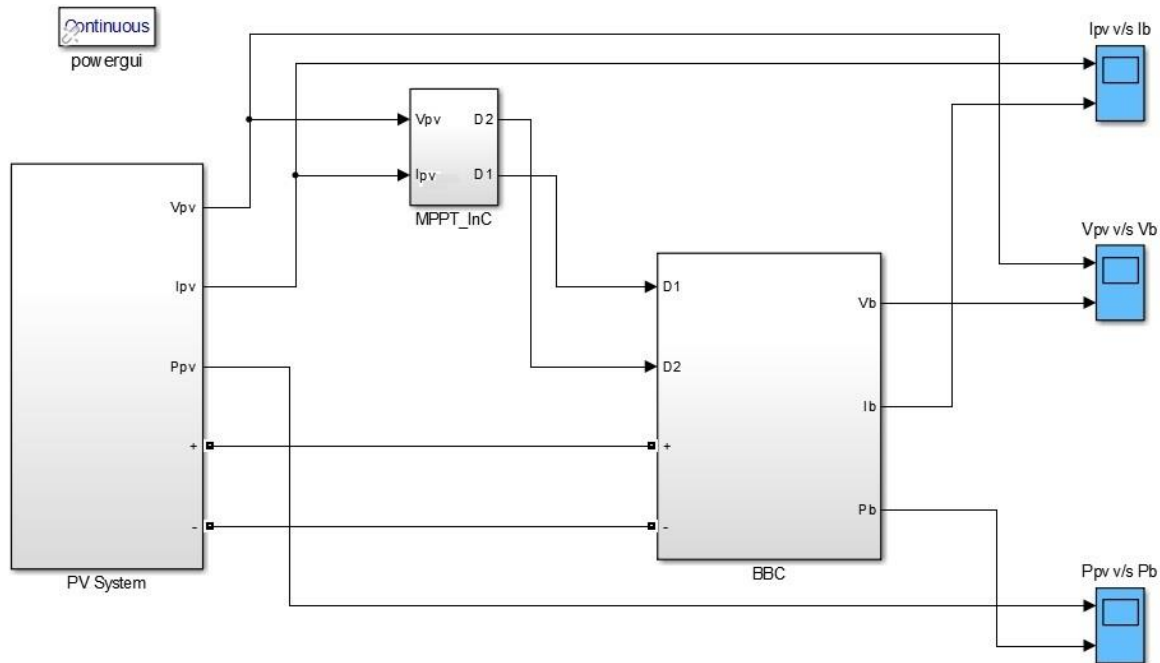 Continuous
powergui
Ipv v/s Ib
Vpv D2
Ipv D1
MPPT_InC
Vpv
Ipv
Ppv
+
-
PV System
D1
D2
+
-
Vb
Ib
Pb
BBC
Vpv v/s Vb
Ppv v/s Pb